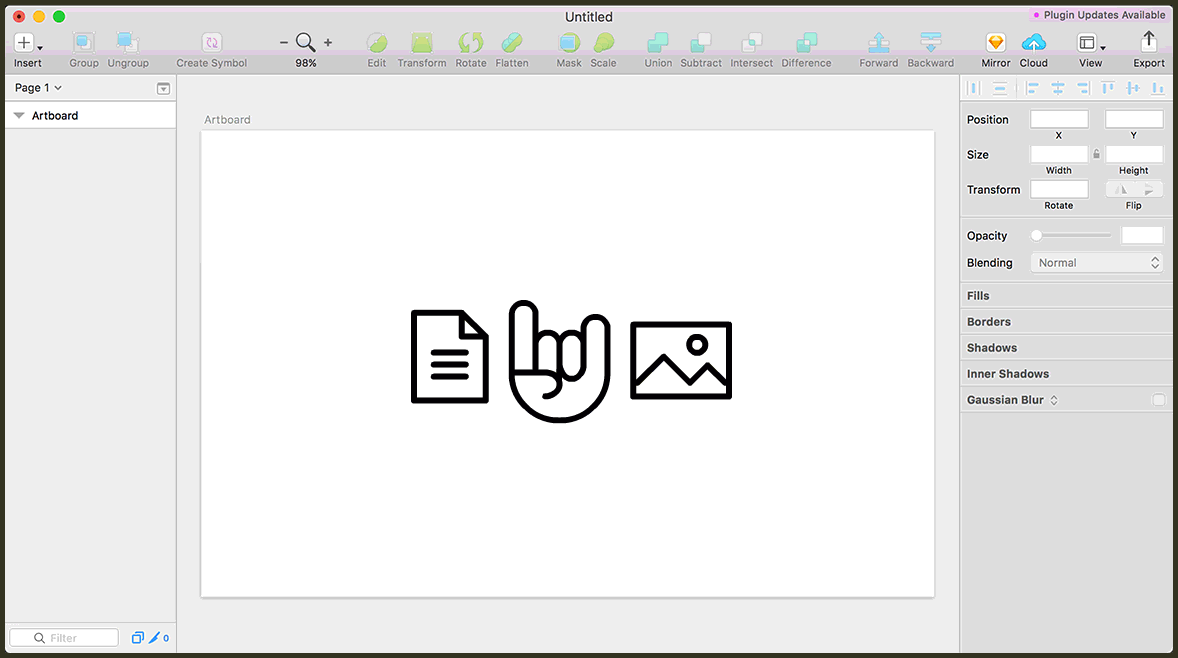 Untitled
Plugin Updates Available
Insert
Group
Ungroup
Create Symbol
98%
Edit
Transform
Rotate
Flatten
Mask
Scale
Union
Subtract
Intersect
Difference
Forward
Backward
Mirror
Cloud
View
Export
Page 1
Artboard
Artboard
Position
X
Y
Size
Width
Height
Transform
Rotate
Flip
Opacity
Blending
Normal
Fills
Borders
Shadows
Inner Shadows
Gaussian Blur
Filter
0